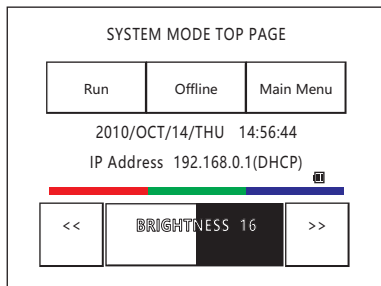 SYSTEM MODE TOP PAGE
Run Offline Main Menu
2010/OCT/14/THU 14:56:44
IP Address 192.168.0.1(DHCP)
<< BRIGHTNESS 16 >>